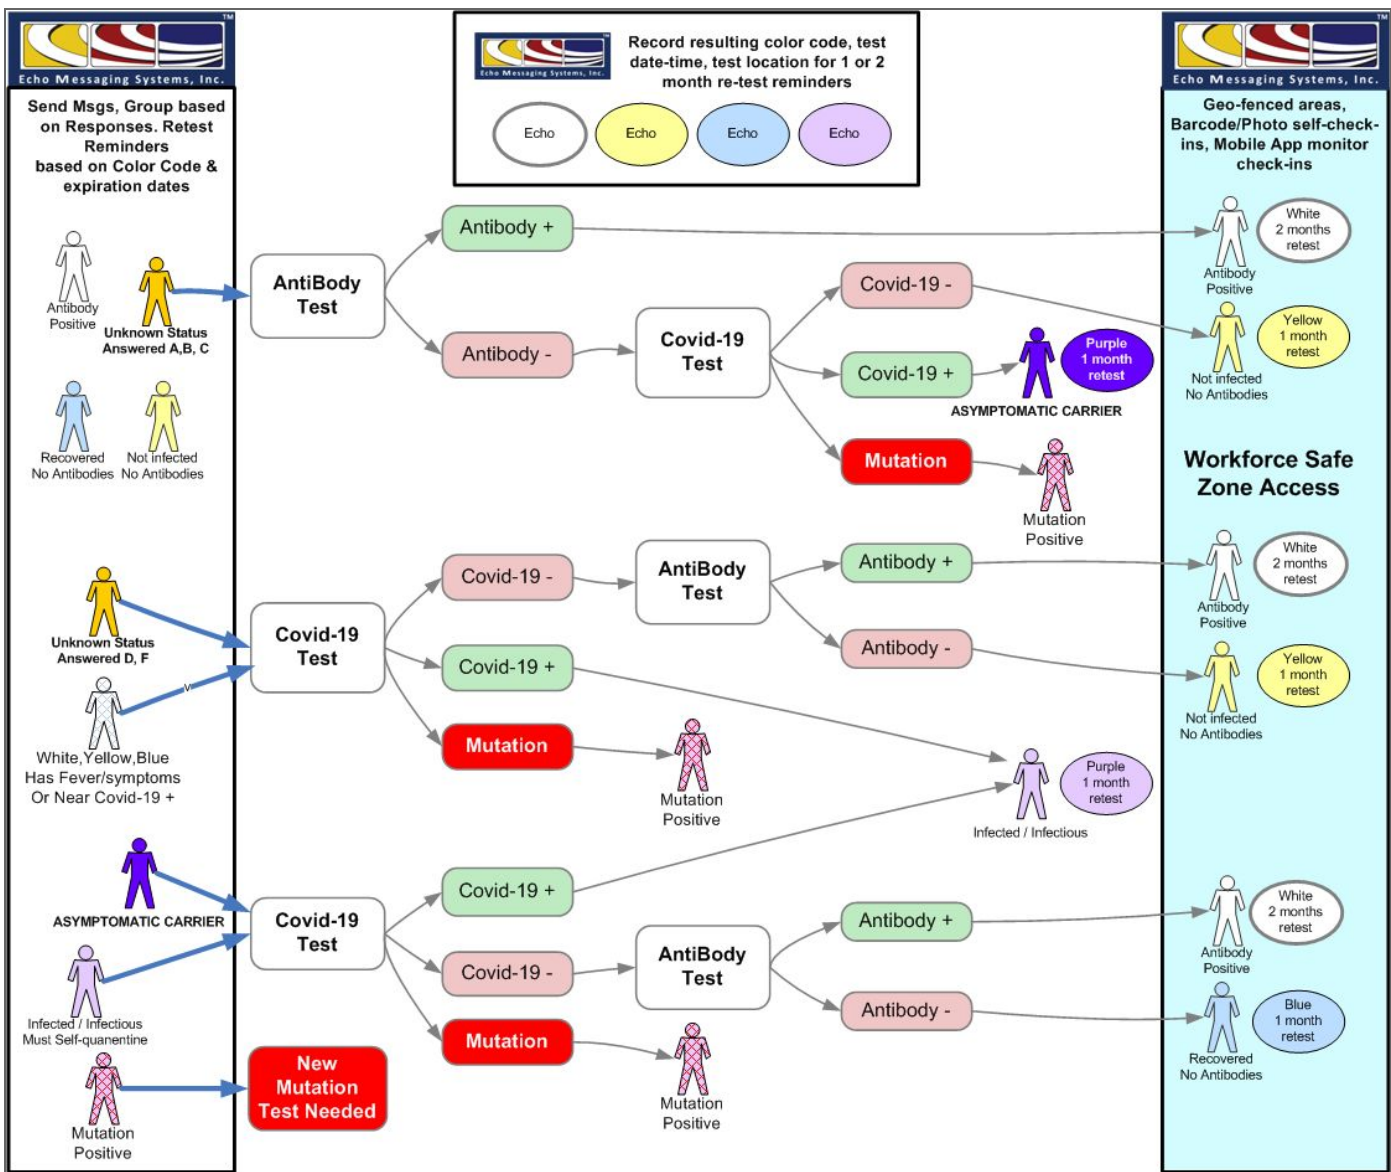 TM
Echo Messaging Systems, Inc.
Send Msgs, Group based
on Responses. Retest
Reminders
based on Color Code &
expiration dates
Antibody
Positive
Unknown Status
Answered A,B, C
Recovered
No Antibodies
Not infected
No Antibodies
Unknown Status
Answered D, F
v
White,Yellow,Blue
Has Fever/symptoms
Or Near Covid-19 +
ASYMPTOMATIC CARRIER
Infected / Infectious
Must Self-quanentine
Mutation
Positive
TM
Echo Messaging Systems, Inc.
Record resulting color code, test
date-time, test location for 1 or 2
month re-test reminders
Echo
Echo
Echo
Echo
AntiBody
Test
Antibody +
Antibody -
Covid-19
Test
Covid-19 -
Covid-19 +
Mutation
Purple
1 month
retest
ASYMPTOMATIC CARRIER
Mutation
Positive
Covid-19
Test
Covid-19 -
Covid-19 +
Mutation
AntiBody
Test
Antibody +
Antibody -
Mutation
Positive
Purple
1 month
retest
Infected / Infectious
Covid-19
Test
Covid-19 +
Covid-19 -
Mutation
AntiBody
Test
Antibody +
Antibody -
Mutation
Positive
New
Mutation
Test Needed
TM
Echo Messaging Systems, Inc.
Geo-fenced areas,
Barcode/Photo self-check-
ins, Mobile App monitor
check-ins
White
2 months
retest
Antibody
Positive
Yellow
1 month
retest
Not infected
No Antibodies
Workforce Safe
Zone Access
White
2 months
retest
Antibody
Positive
Yellow
1 month
retest
Not infected
No Antibodies
White
2 months
retest
Antibody
Positive
Blue
1 month
retest
Recovered
No Antibodies